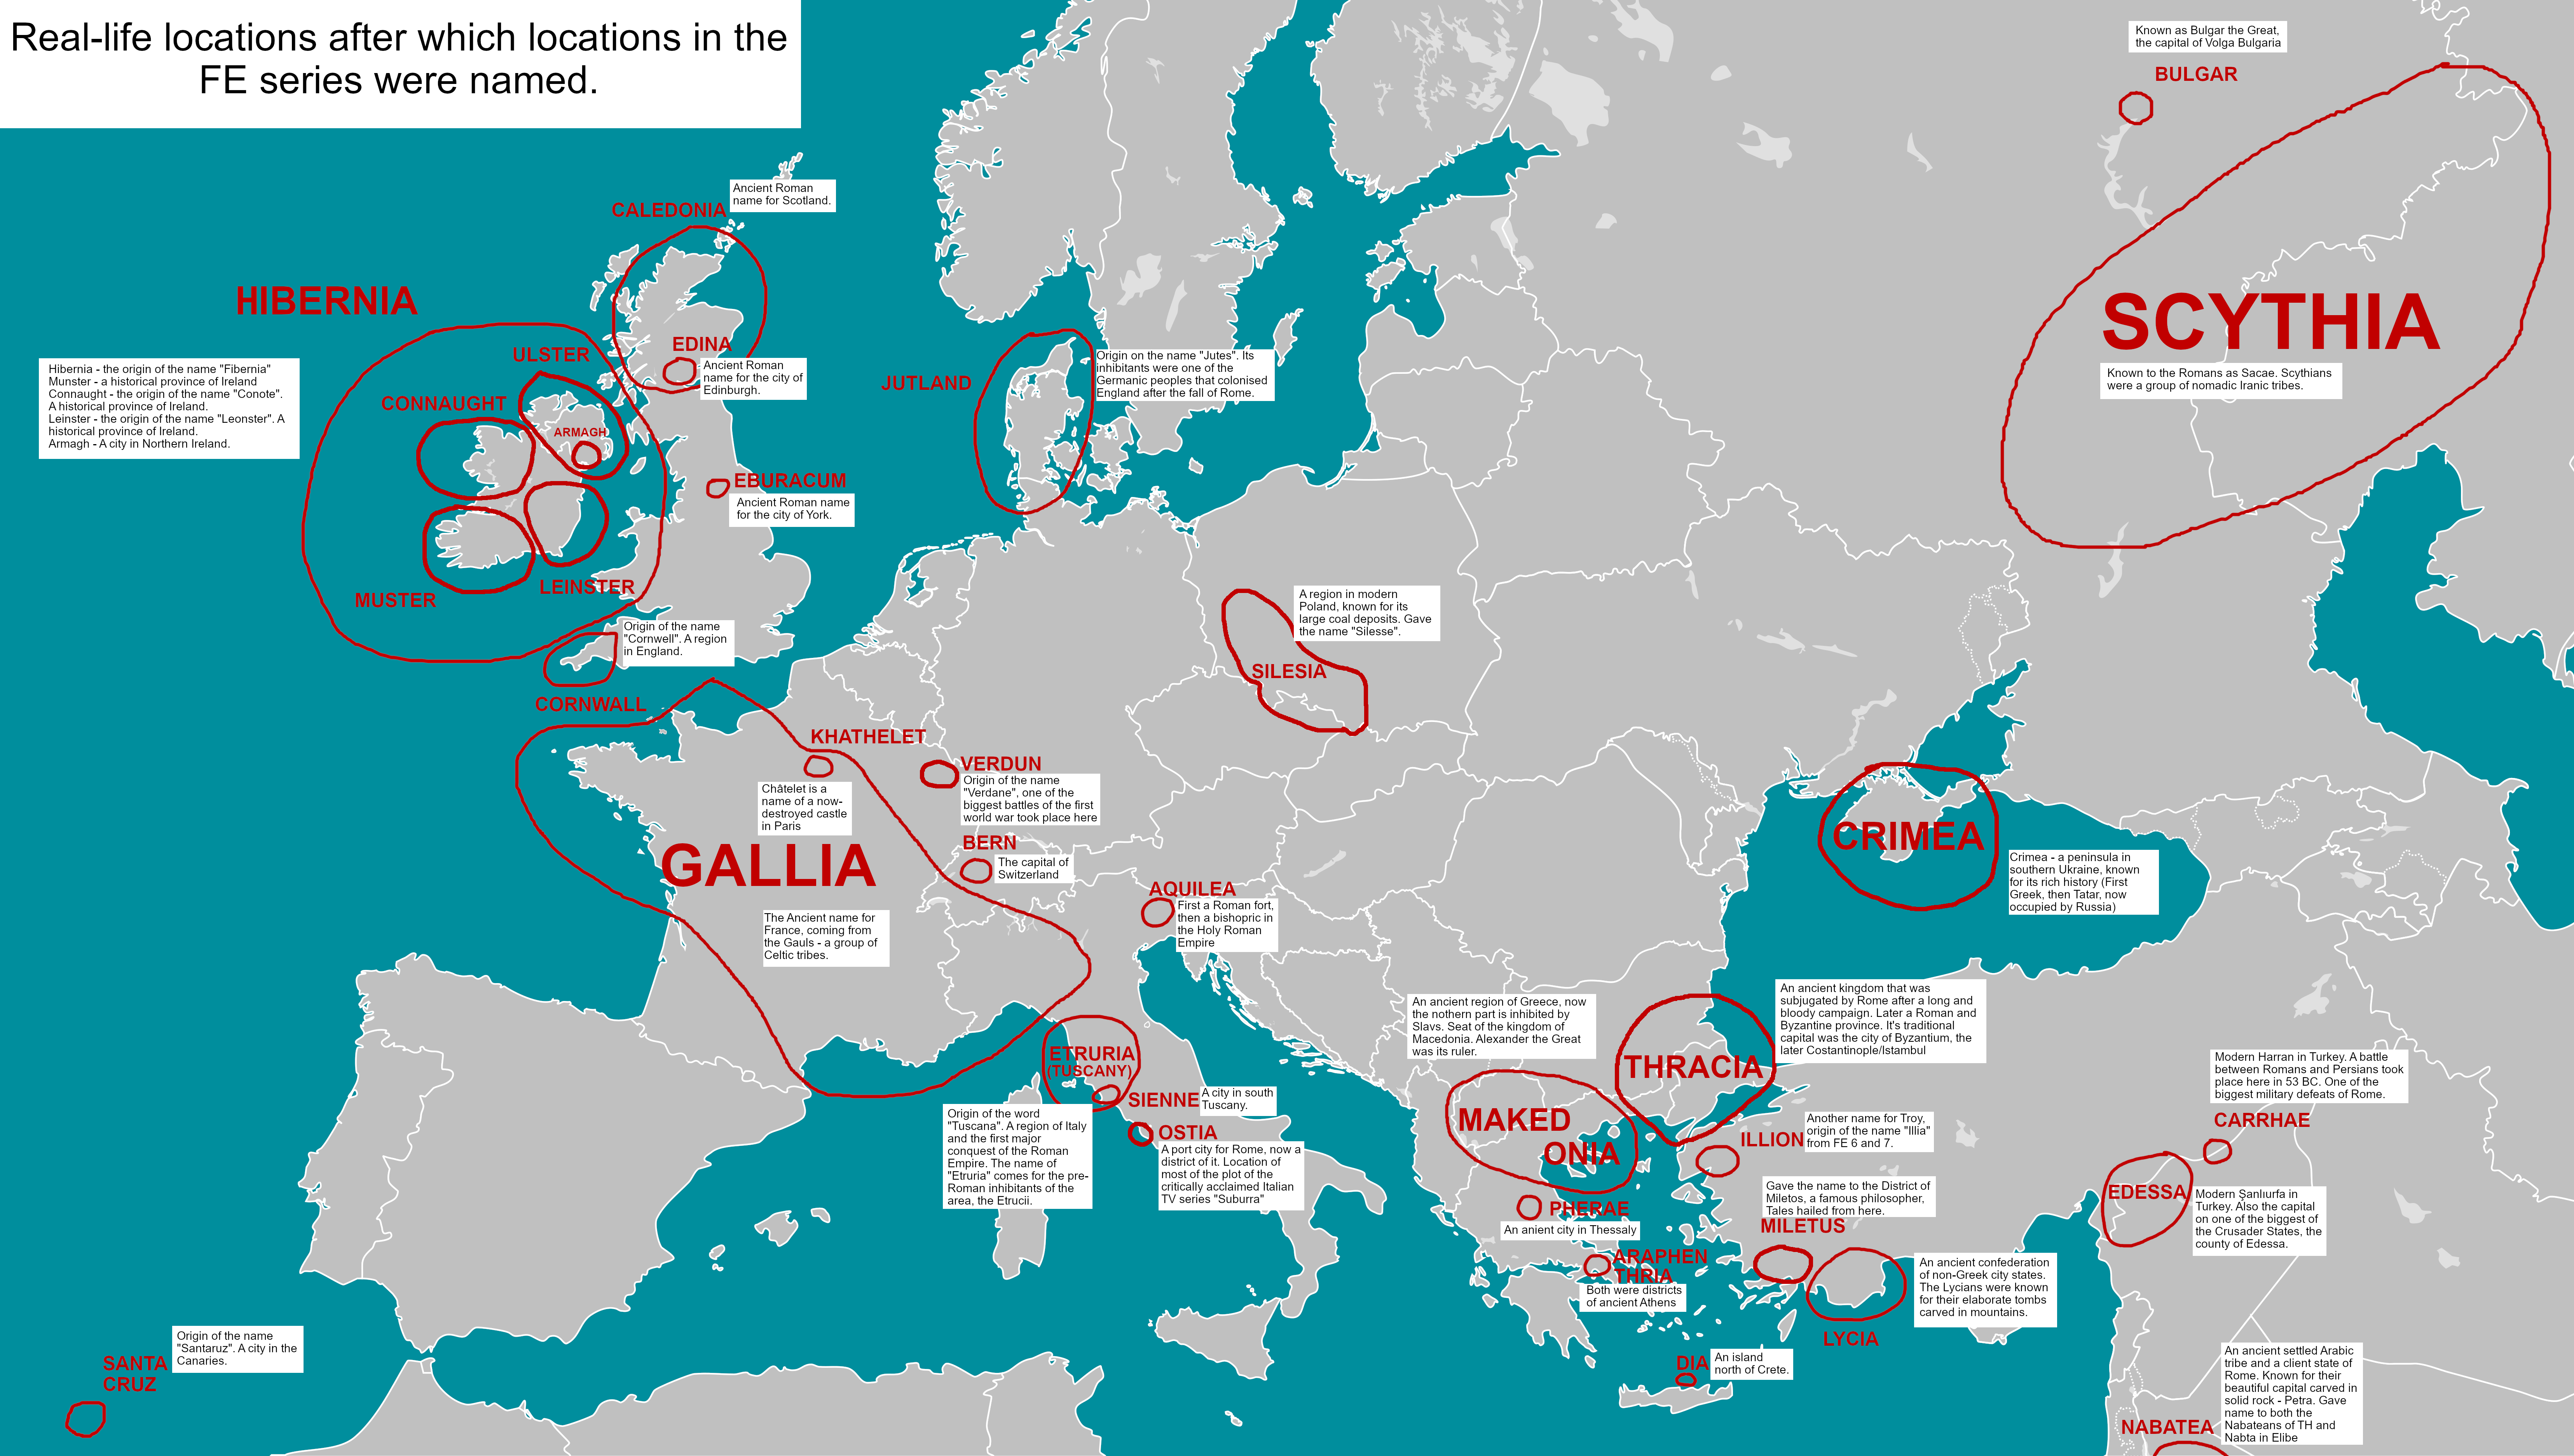 Real-life locations after which locations in the
FE series were named.
Known as Bulgar the Great,
the capital of Volga Bulgaria
BULGAR
Ancient Roman
name for Scotland.
CALEDONIA
HIBERNIA
Hibernia - the origin of the name "Fibernia"
Munster - a historical province of Ireland
Connaught - the origin of the name "Conote".
A historical province of Ireland.
Leinster - the origin of the name "Leonster". A
historical province of Ireland.
Armagh - A city in Northern Ireland.
ULSTER
CONNAUGHT
ARMAGH
MUSTER
LEINSTER
EDINA
Ancient Roman
name for the city of
Edinburgh.
EBURACUM
Ancient Roman name
for the city of York.
JUTLAND
Origin on the name "Jutes". Its
inhabitants were one of the
Germanic peoples that colonised
England after the fall of Rome.
SCYTHIA
Known to the Romans as Sacae. Scythians
were a group of nomadic Iranic tribes.
Origin of the name
"Cornwell". A region
in England.
CORNWALL
A region in modern
Poland, known for its
large coal deposits. Gave
the name "Silesse".
SILESIA
KHATHELET
Châtelet is a
name of a now-
destroyed castle
in Paris
VERDUN
Origin of the name
"Verdane", one of the
biggest battles of the first
world war took place here
BERN
The capital of
Switzerland
GALLIA
The Ancient name for
France, coming from
the Gauls - a group of
Celtic tribes.
AQUILEA
First a Roman fort,
then a bishopric in
the Holy Roman
Empire
CRIMEA
Crimea - a peninsula in
southern Ukraine, known
for its rich history (First
Greek, then Tatar, now
occupied by Russia)
An ancient region of Greece, now
the nothern part is inhibited by
Slavs. Seat of the kingdom of
Macedonia. Alexander the Great
was its ruler.
MAKED
ONIA
THRACIA
An ancient kingdom that was
subjugated by Rome after a long and
bloody campaign. Later a Roman and
Byzantine province. It's traditional
capital was the city of Byzantium, the
later Costantinople/Istambul
ETRURIA
(TUSCANY)
Origin of the word
"Tuscana". A region of Italy
and the first major
conquest of the Roman
Empire. The name of
"Etruria" comes for the pre-
Roman inhibitants of the
area, the Etrucii.
SIENNE
A city in south
Tuscany.
OSTIA
A port city for Rome, now a
district of it. Location of
most of the plot of the
critically acclaimed Italian
TV series "Suburra"
Modern Harran in Turkey. A battle
between Romans and Persians took
place here in 53 BC. One of the
biggest military defeats of Rome.
CARRHAE
ILLION
Another name for Troy,
origin of the name "Illia"
from FE 6 and 7.
EDESSA
Modern Şanlıurfa in
Turkey. Also the capital
on one of the biggest of
the Crusader States, the
county of Edessa.
Gave the name to the District of
Miletos, a famous philosopher,
Tales hailed from here.
MILETUS
PHERAE
An anient city in Thessaly
ARAPHEN
THRIA
Both were districts
of ancient Athens
An ancient confederation
of non-Greek city states.
The Lycians were known
for their elaborate tombs
carved in mountains.
LYCIA
DIA
An island
north of Crete.
Origin of the name
"Santaruz". A city in the
Canaries.
SANTA
CRUZ
An ancient settled Arabic
tribe and a client state of
Rome. Known for their
beautiful capital carved in
solid rock - Petra. Gave
name to both the
Nabateans of TH and
Nabta in Elibe
NABATEA